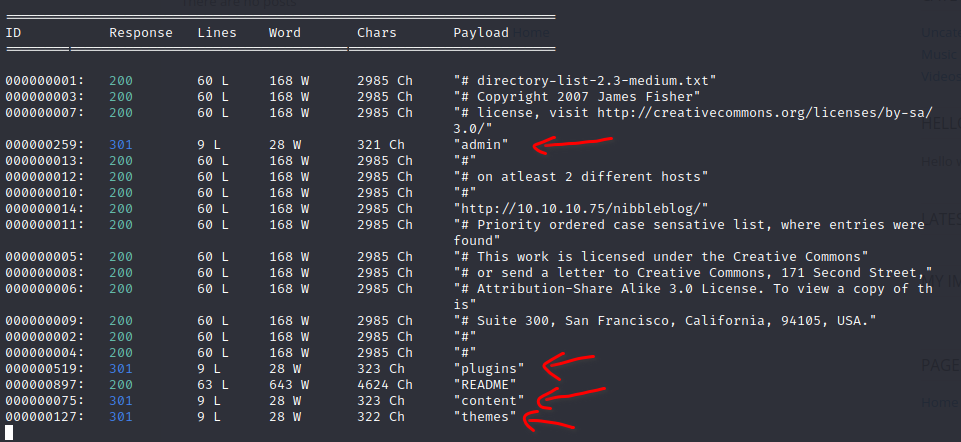 There are no posts
ID Response Lines Word Chars Payload
Home
000000001: 200 60 L 168 W 2985 Ch "# directory-list-2.3-medium.txt"
000000003: 200 60 L 168 W 2985 Ch "# Copyright 2007 James Fisher"
000000007: 200 60 L 168 W 2985 Ch "# license, visit http://creativecommons.org/licenses/by-sa/
3.0/"
000000259: 301 9 L 28 W 321 Ch "admin"
000000013: 200 60 L 168 W 2985 Ch "#"
000000012: 200 60 L 168 W 2985 Ch "# on atleast 2 different hosts"
000000010: 200 60 L 168 W 2985 Ch "#"
000000014: 200 60 L 168 W 2985 Ch "http://10.10.10.75/nibbleblog/"
000000011: 200 60 L 168 W 2985 Ch "# Priority ordered case sensative list, where entries were
found"
000000005: 200 60 L 168 W 2985 Ch "# This work is licensed under the Creative Commons"
000000008: 200 60 L 168 W 2985 Ch "# or send a letter to Creative Commons, 171 Second Street,"
000000006: 200 60 L 168 W 2985 Ch "# Attribution-Share Alike 3.0 License. To view a copy of th
is"
000000009: 200 60 L 168 W 2985 Ch "# Suite 300, San Francisco, California, 94105, USA."
000000002: 200 60 L 168 W 2985 Ch "#"
000000004: 200 60 L 168 W 2985 Ch "#"
000000519: 301 9 L 28 W 323 Ch "plugins"
000000897: 200 63 L 643 W 4624 Ch "README"
000000075: 301 9 L 28 W 323 Ch "content"
000000127: 301 9 L 28 W 322 Ch "themes"